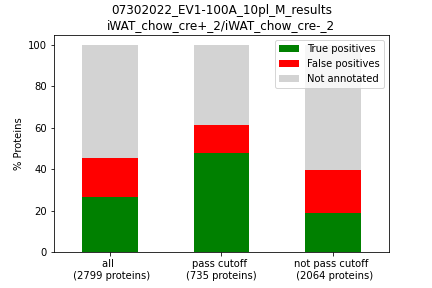 07302022_EV1-100A_10pl_M_results
iWAT_chow_cre+_2/iWAT_chow_cre-_2
True positives
False positives
Not annotated
100
80
60
40
20
0
% Proteins
all
(2799 proteins)
pass cutoff
(735 proteins)
not pass cutoff
(2064 proteins)